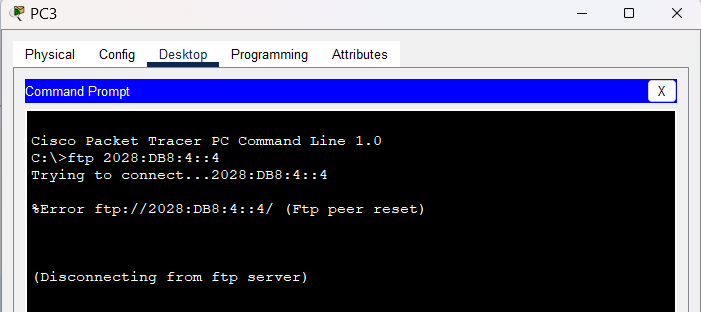 PC3
Physical Config Desktop Programming Attributes
Command Prompt X
Cisco Packet Tracer PC Command Line 1.0
C:\>ftp 2028:DB8:4::4
Trying to connect...2028:DB8:4::4
%Error ftp://2028:DB8:4::4/ (Ftp peer reset)
(Disconnecting from ftp server)